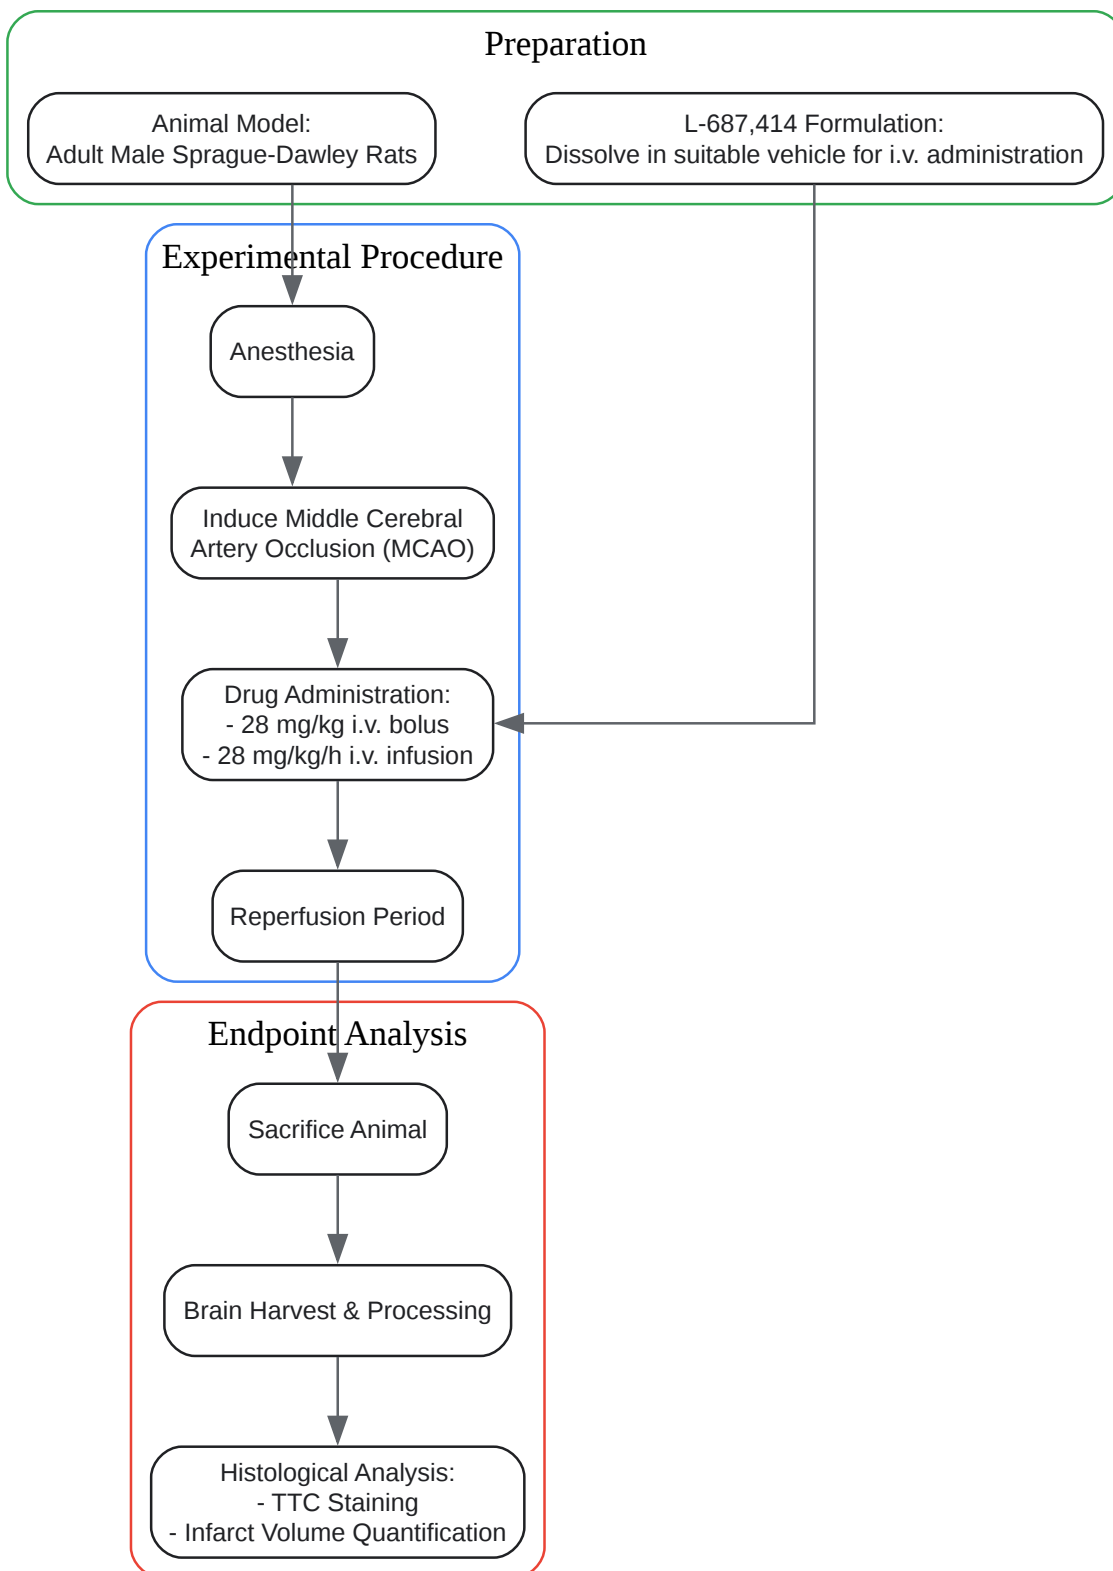 Preparation
Animal Model:
Adult Male Sprague-Dawley Rats
L-687,414 Formulation:
Dissolve in suitable vehicle for i.v. administration
Experimental Procedure
Anesthesia
Induce Middle Cerebral
Artery Occlusion (MCAO)
Drug Administration:
- 28 mg/kg i.v. bolus
- 28 mg/kg/h i.v. infusion
Reperfusion Period
Endpoint Analysis
Sacrifice Animal
Brain Harvest & Processing
Histological Analysis:
- TTC Staining
- Infarct Volume Quantification